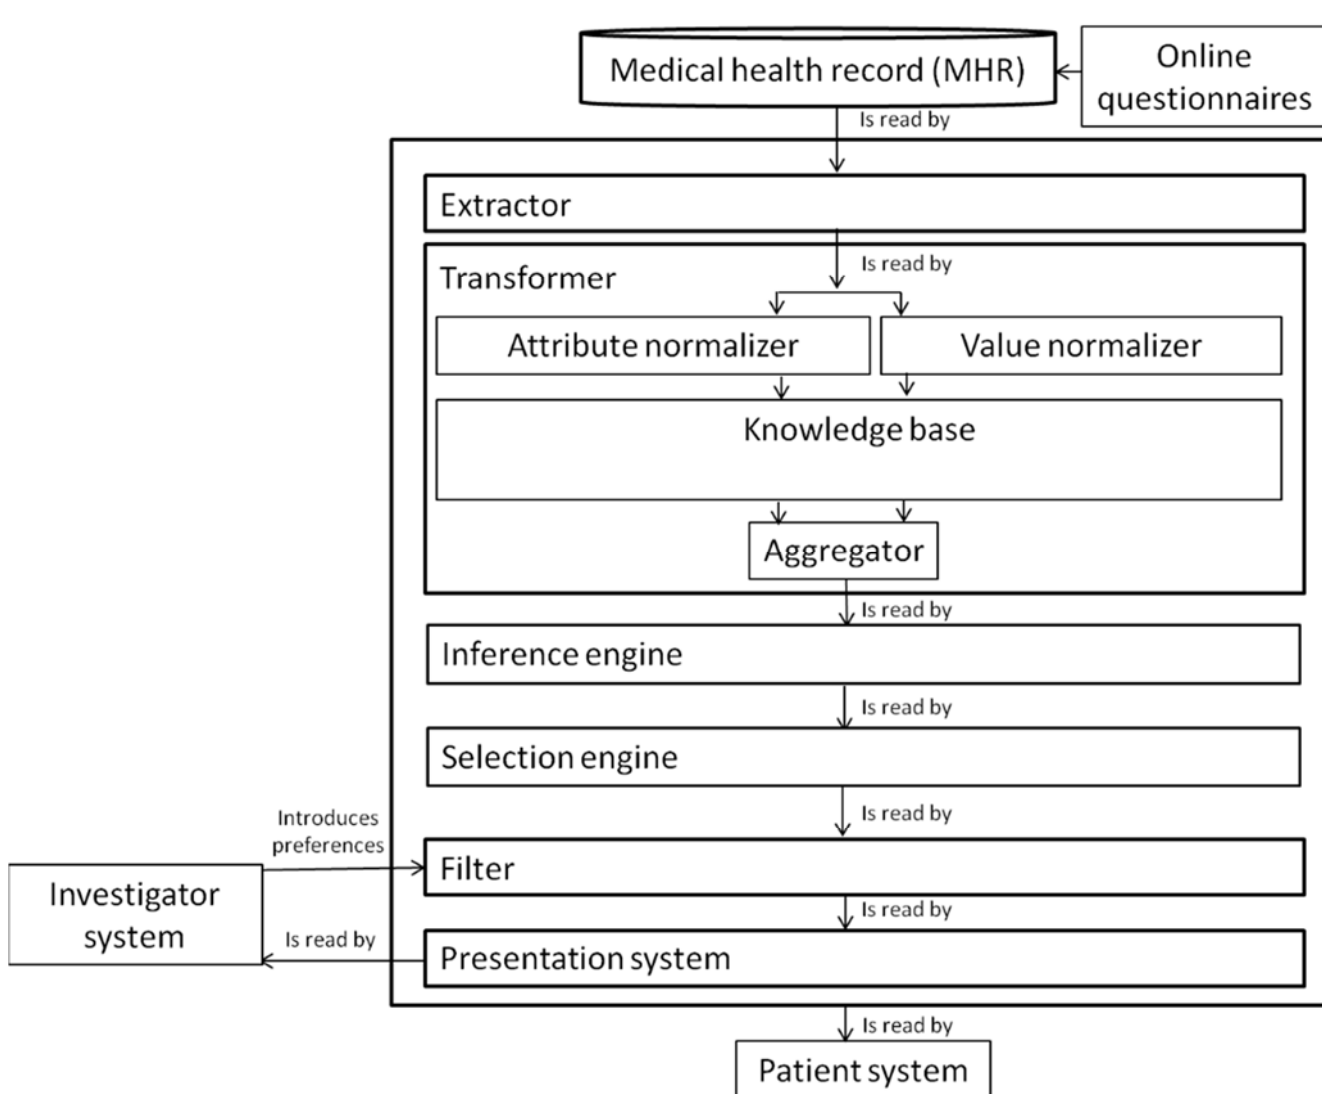 Medical health record (MHR)
Online
questionnaires
Is read by
Extractor
Is read by
Transformer
Attribute normalizer
Value normalizer
Knowledge base
Aggregator
Is read by
Inference engine
Is read by
Selection engine
Is read by
Introduces
preferences
Filter
Investigator
system
Is read by
Is read by
Presentation system
Is read by
Patient system